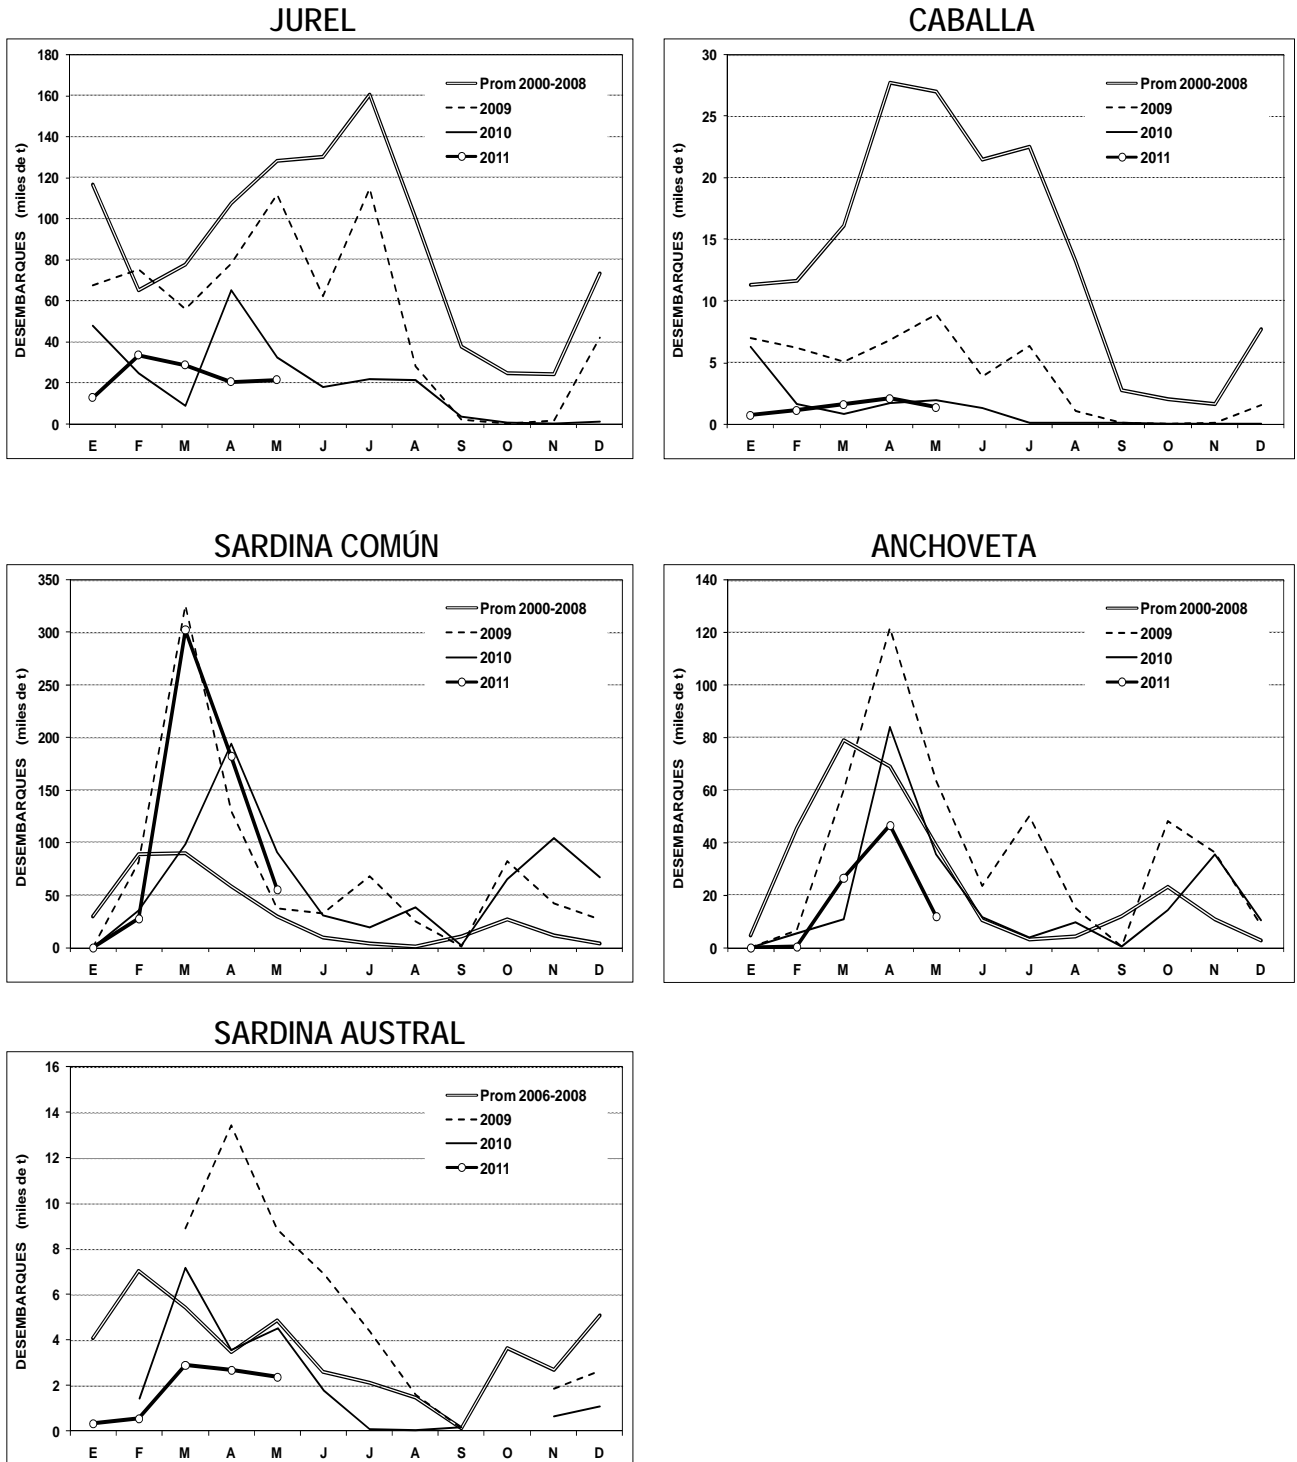 JUREL
DESEMBARQUES (miles de t)
180
160
140
120
100
80
60
40
20
0
Prom 2000-2008
2009
2010
2011
E F M A M J J A S O N D
CABALLA
DESEMBARQUES (miles de t)
30
25
20
15
10
5
0
Prom 2000-2008
2009
2010
2011
E F M A M J J A S O N D
SARDINA COMÚN
DESEMBARQUES (miles de t)
350
300
250
200
150
100
50
0
Prom 2000-2008
2009
2010
2011
E F M A M J J A S O N D
ANCHOVETA
DESEMBARQUES (miles de t)
140
120
100
80
60
40
20
0
Prom 2000-2008
2009
2010
2011
E F M A M J J A S O N D
SARDINA AUSTRAL
DESEMBARQUES (miles de t)
16
14
12
10
8
6
4
2
0
Prom 2006-2008
2009
2010
2011
E F M A M J J A S O N D